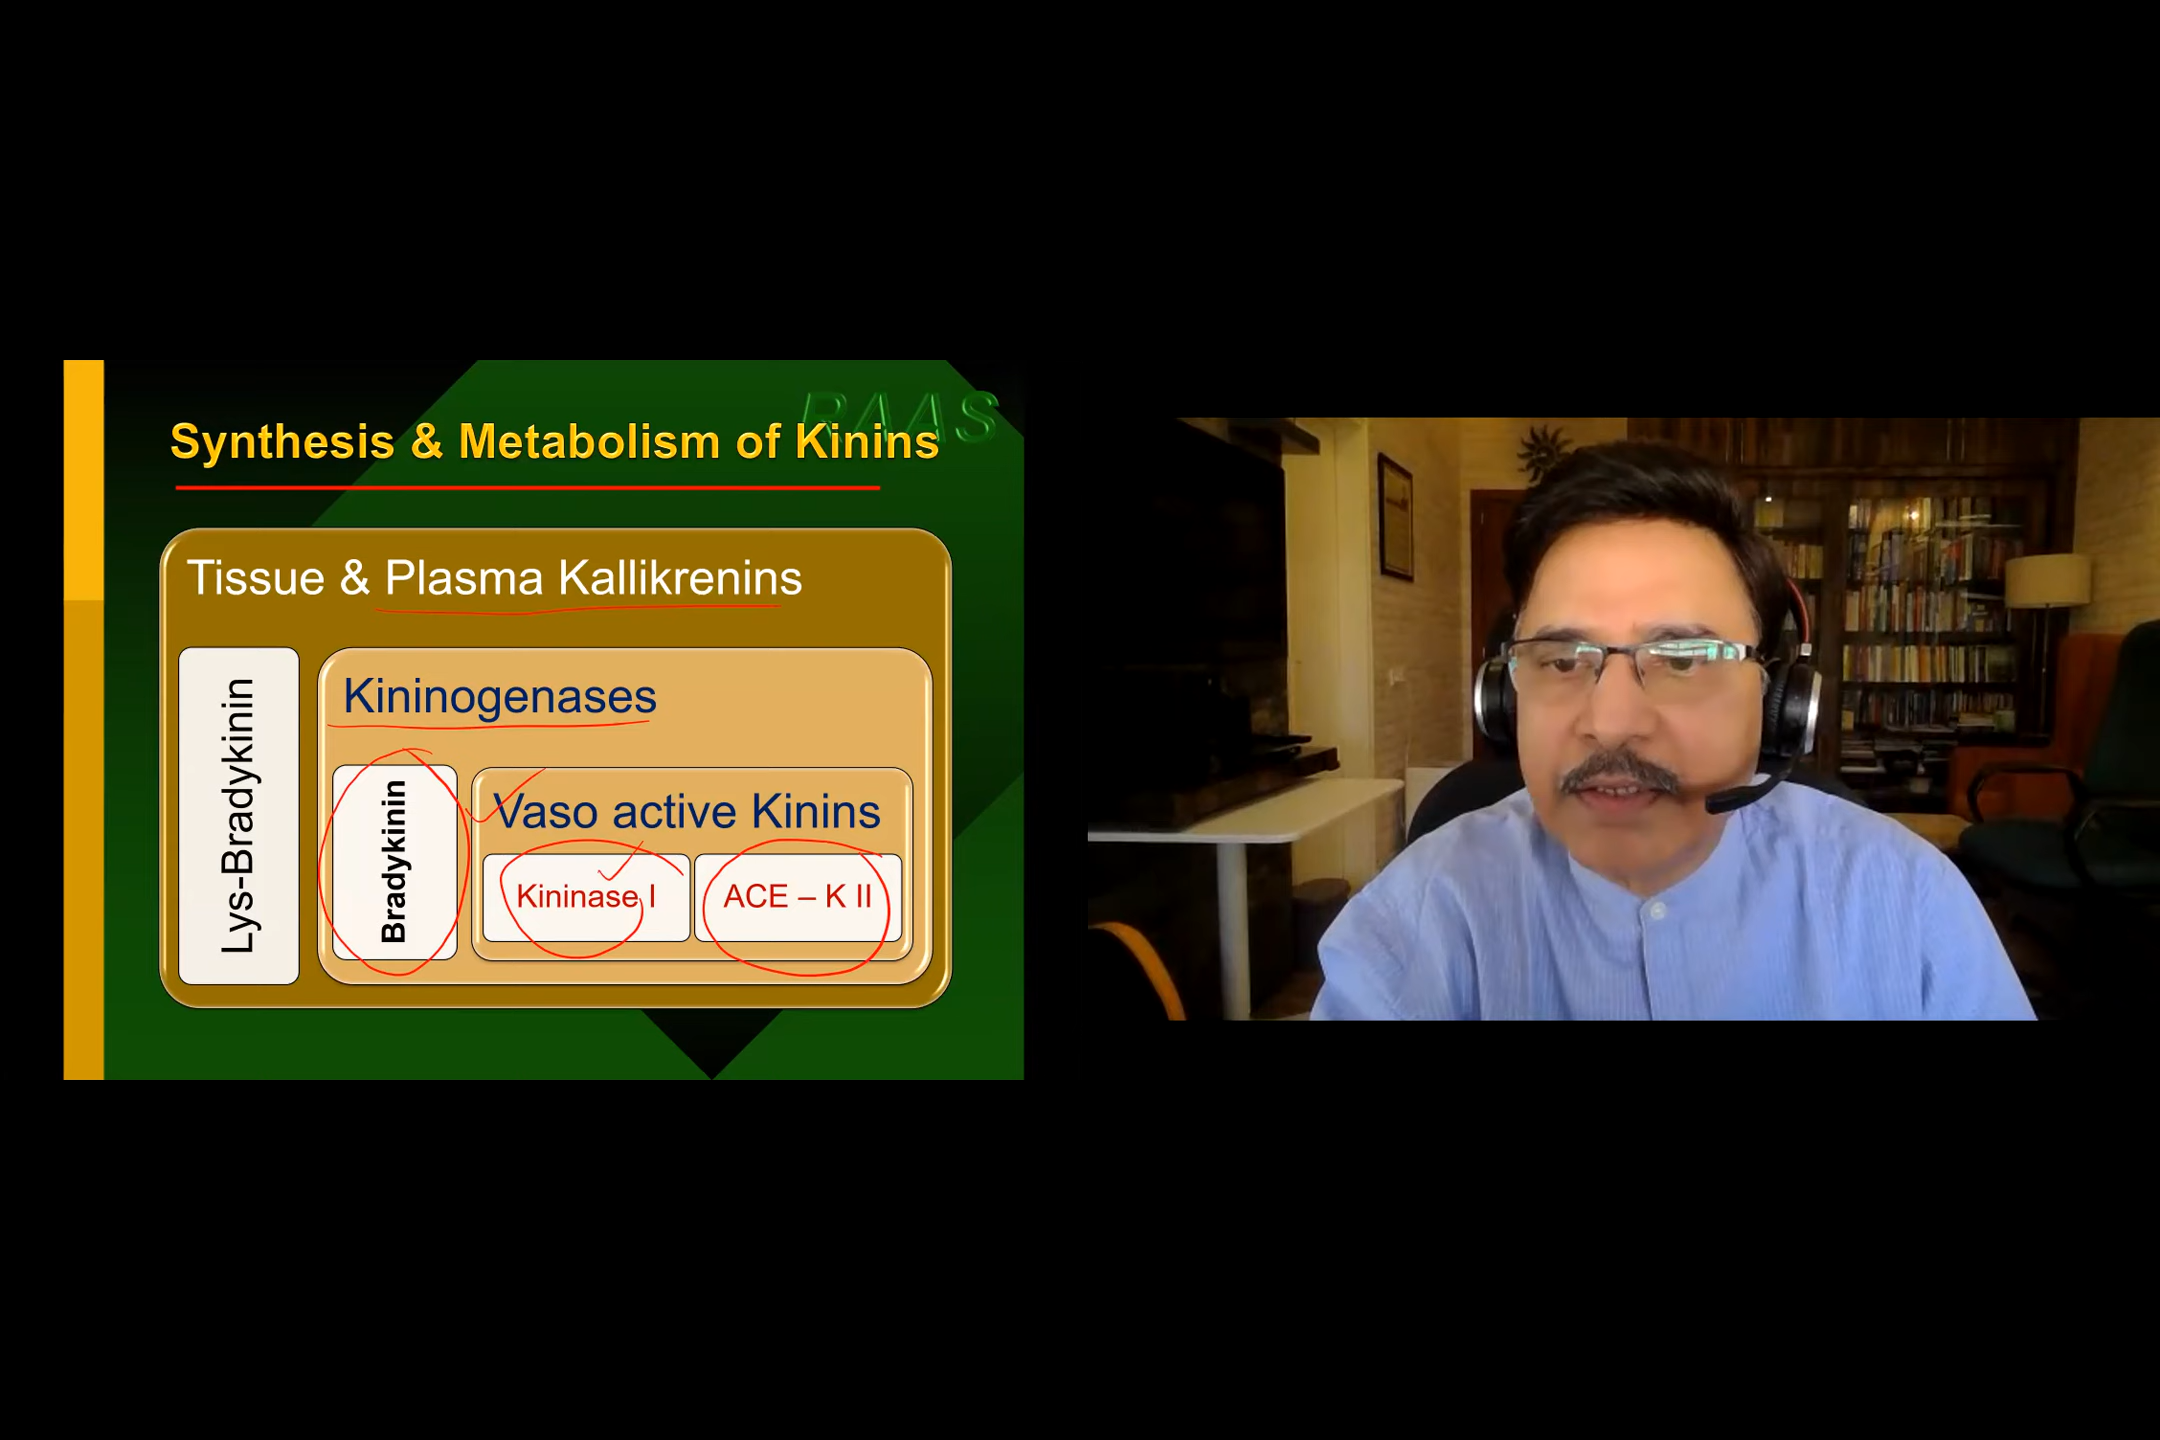 RAAS
Synthesis & Metabolism of Kinins
Tissue & Plasma Kallikrenins
Lys-Bradykinin
Kininogenases
Bradykinin
Vaso active Kinins
Kininase I
ACE – K II